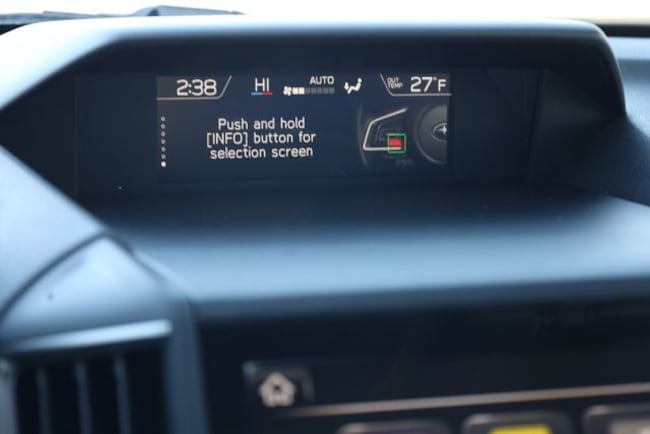 2:38
HI
AUTO
OUT
TEMP
27°F
Push and hold
[INFO] button for
selection screen